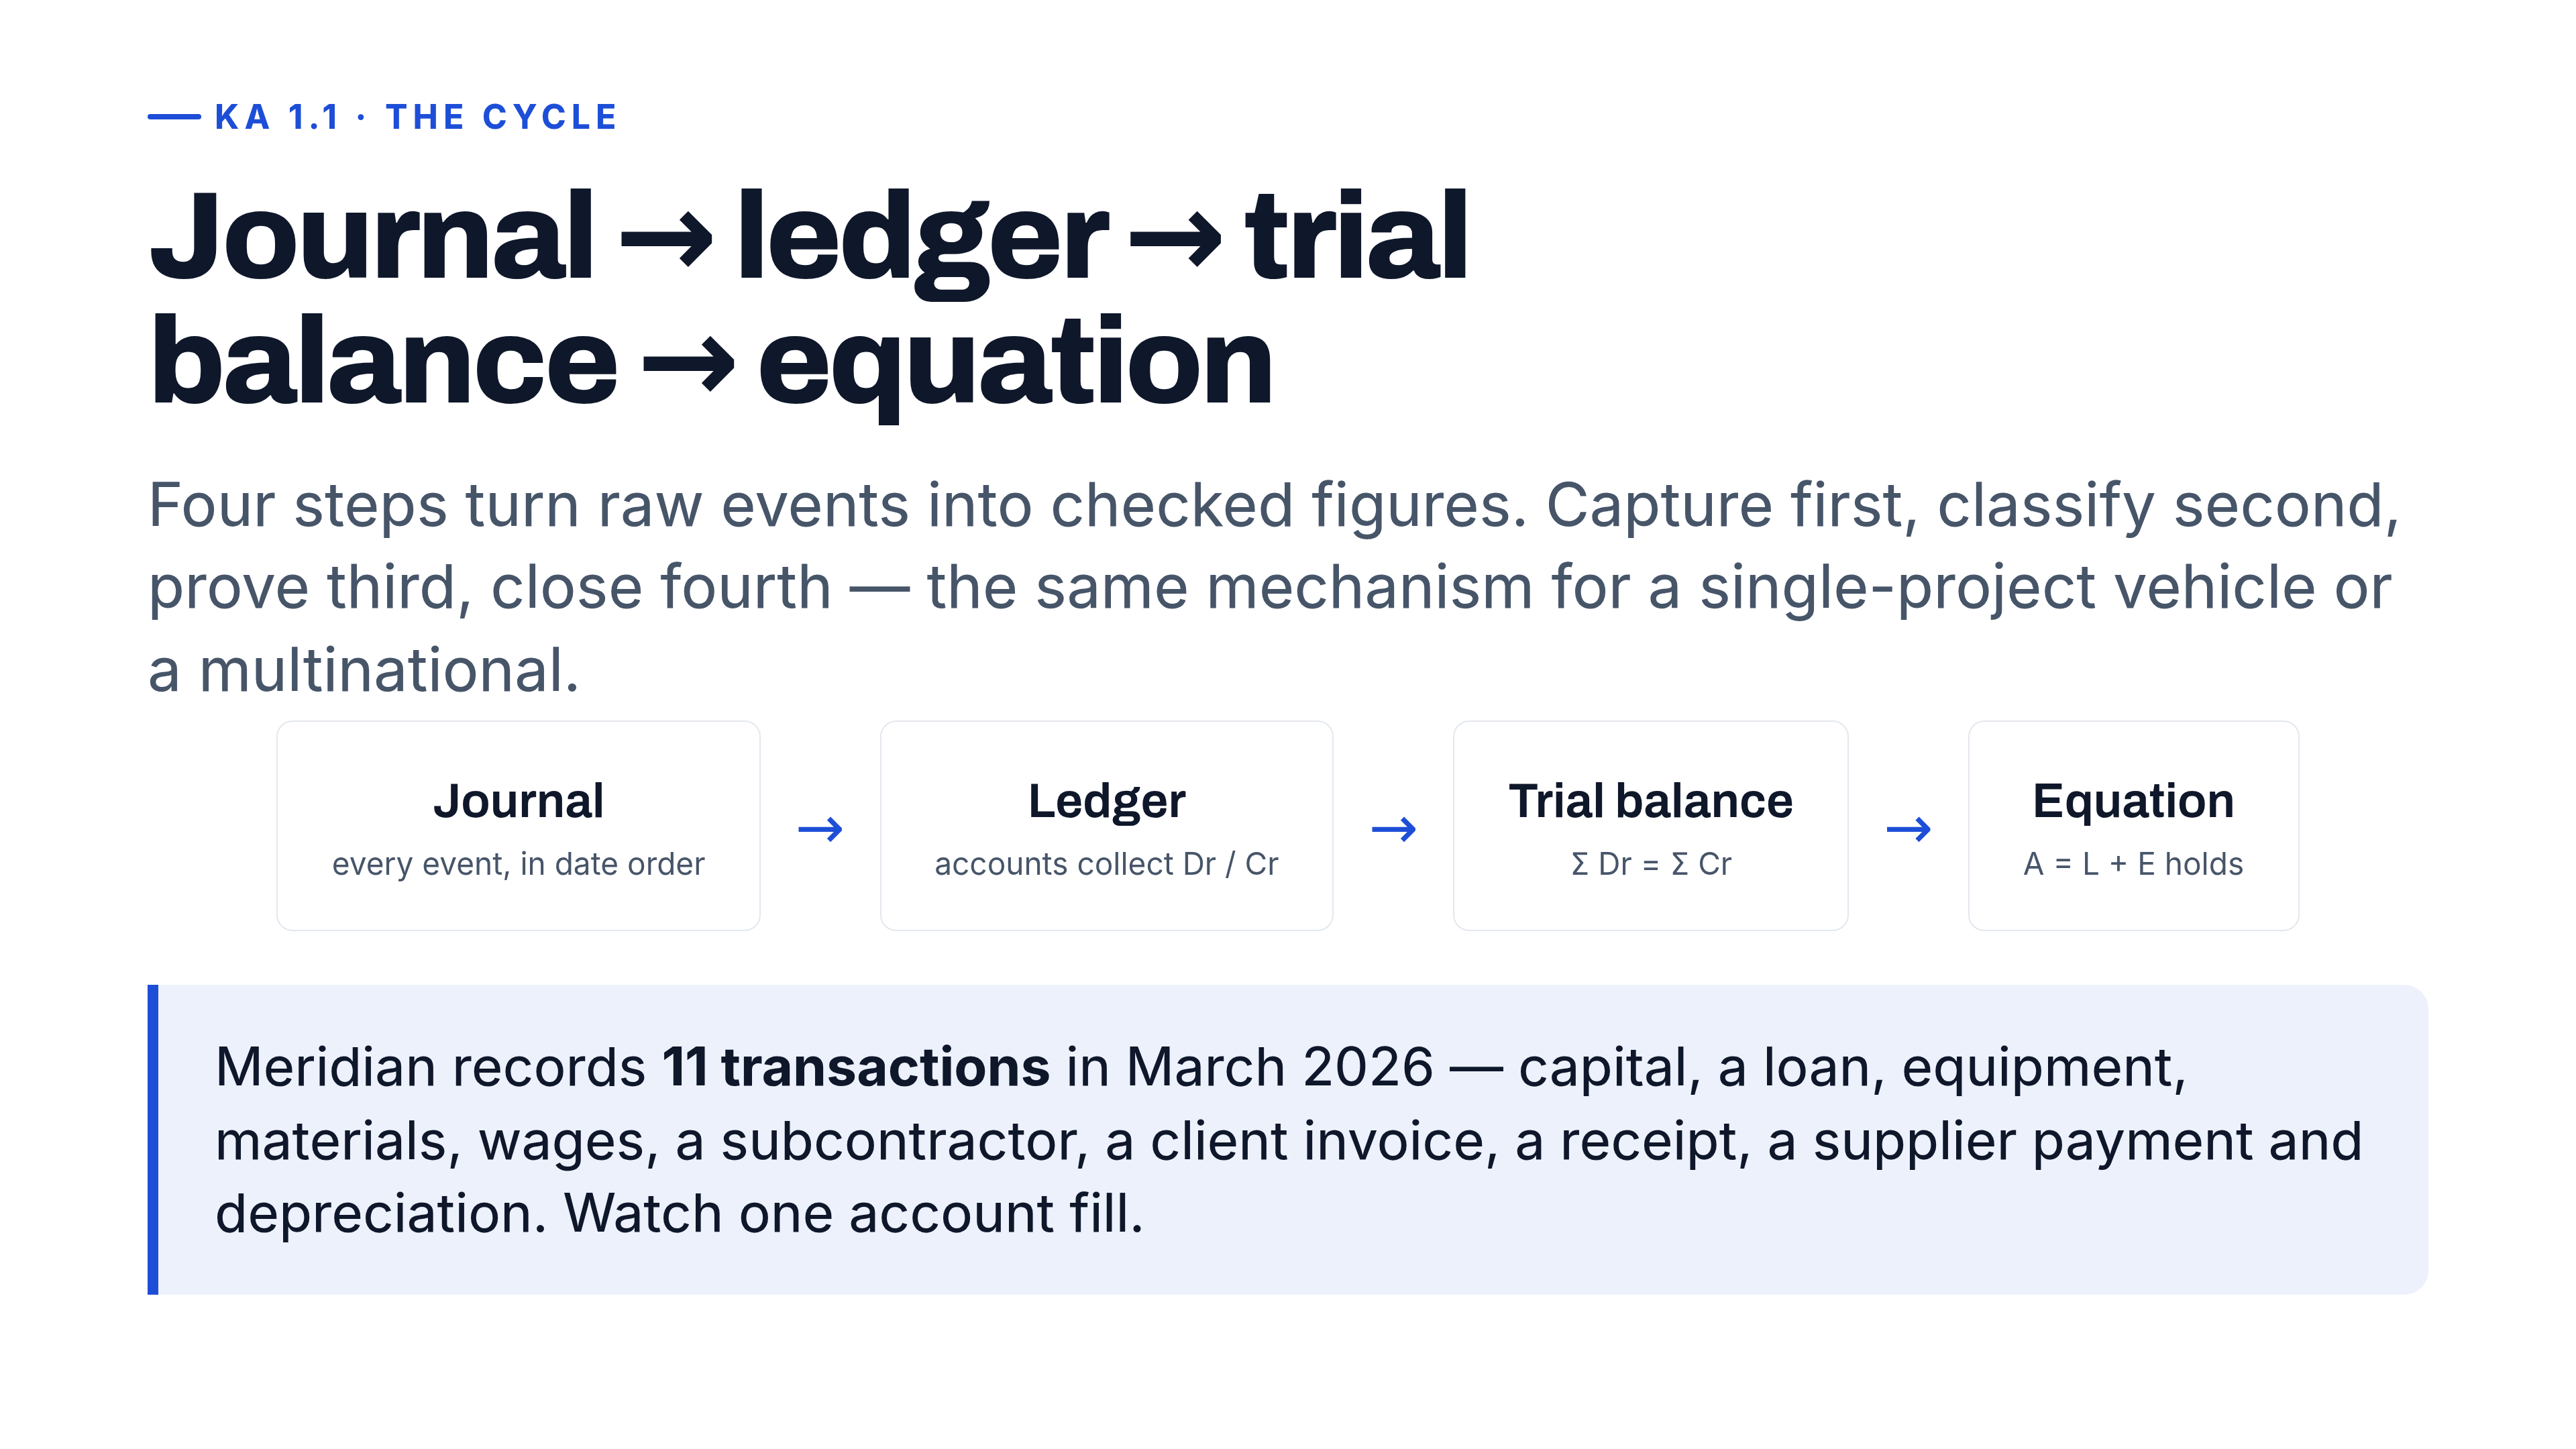 KA 1.1 · THE CYCLE
Journal → ledger → trial
balance → equation
Four steps turn raw events into checked figures. Capture first, classify second,
prove third, close fourth — the same mechanism for a single-project vehicle or
a multinational.
Journal
every event, in date order
→
Ledger
accounts collect Dr / Cr
→
Trial balance
Σ Dr = Σ Cr
→
Equation
A = L + E holds
Meridian records 11 transactions in March 2026 — capital, a loan, equipment,
materials, wages, a subcontractor, a client invoice, a receipt, a supplier payment and
depreciation. Watch one account fill.